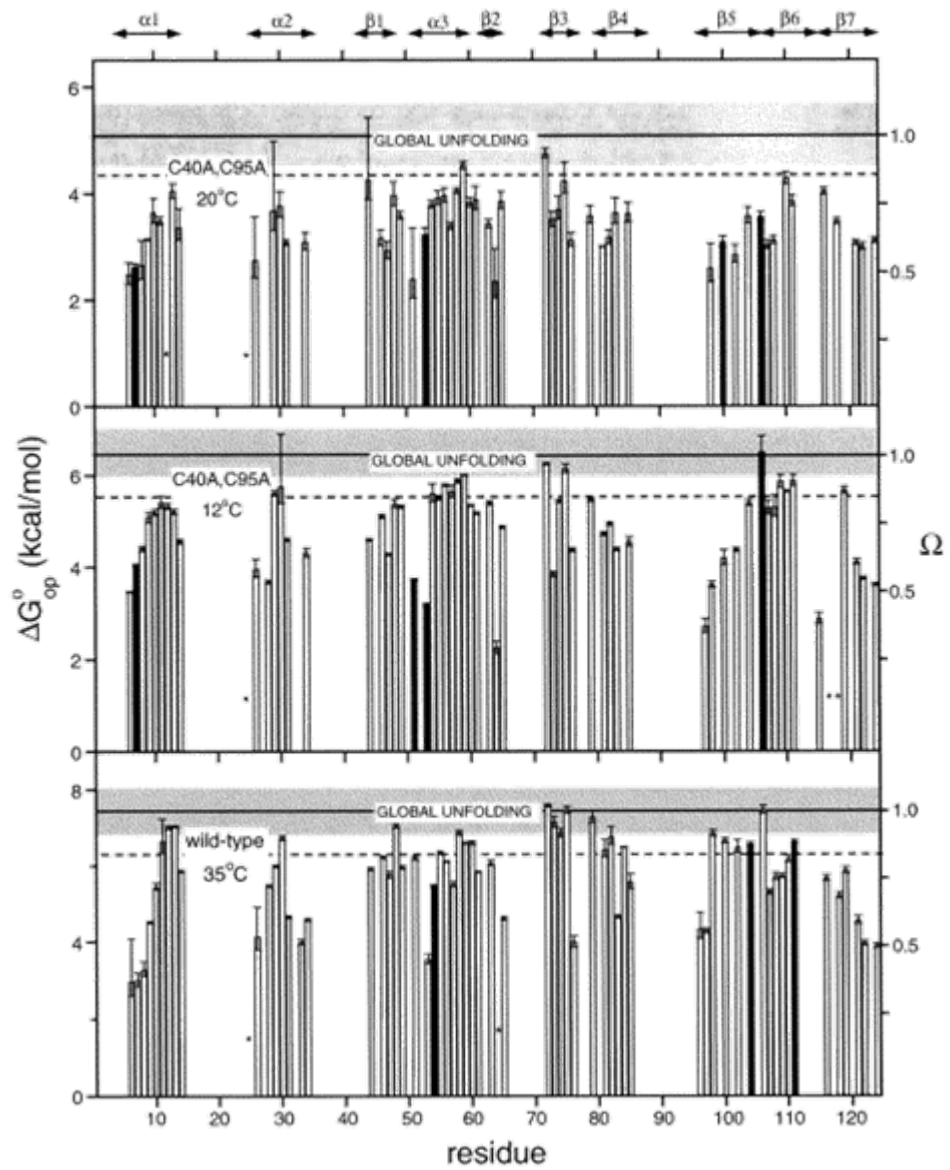 α1 α2 β1 α3 β2 β3 β4 β5 β6 β7
6
GLOBAL UNFOLDING
1.0
C40A,C95A
20°C
4
0.5
2
0
GLOBAL UNFOLDING
1.0
6
C40A,C95A
12°C
4
0.5
2
0
8
GLOBAL UNFOLDING
1.0
wild-type
35°C
4
0.5
0
10 20 30 40 50 60 70 80 90 100 110 120
residue
ΔG°op (kcal/mol)
Ω